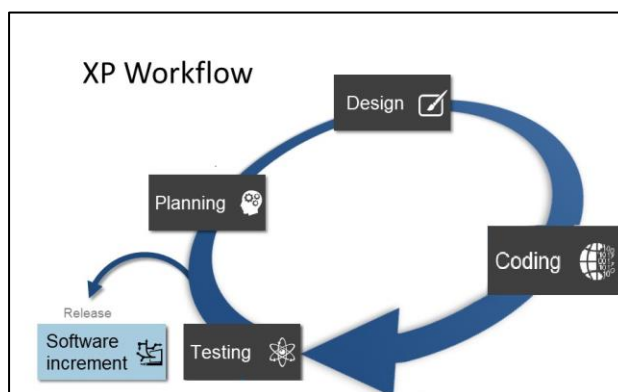 XP Workflow
Design
Planning
Coding
Release
Software
increment
Testing